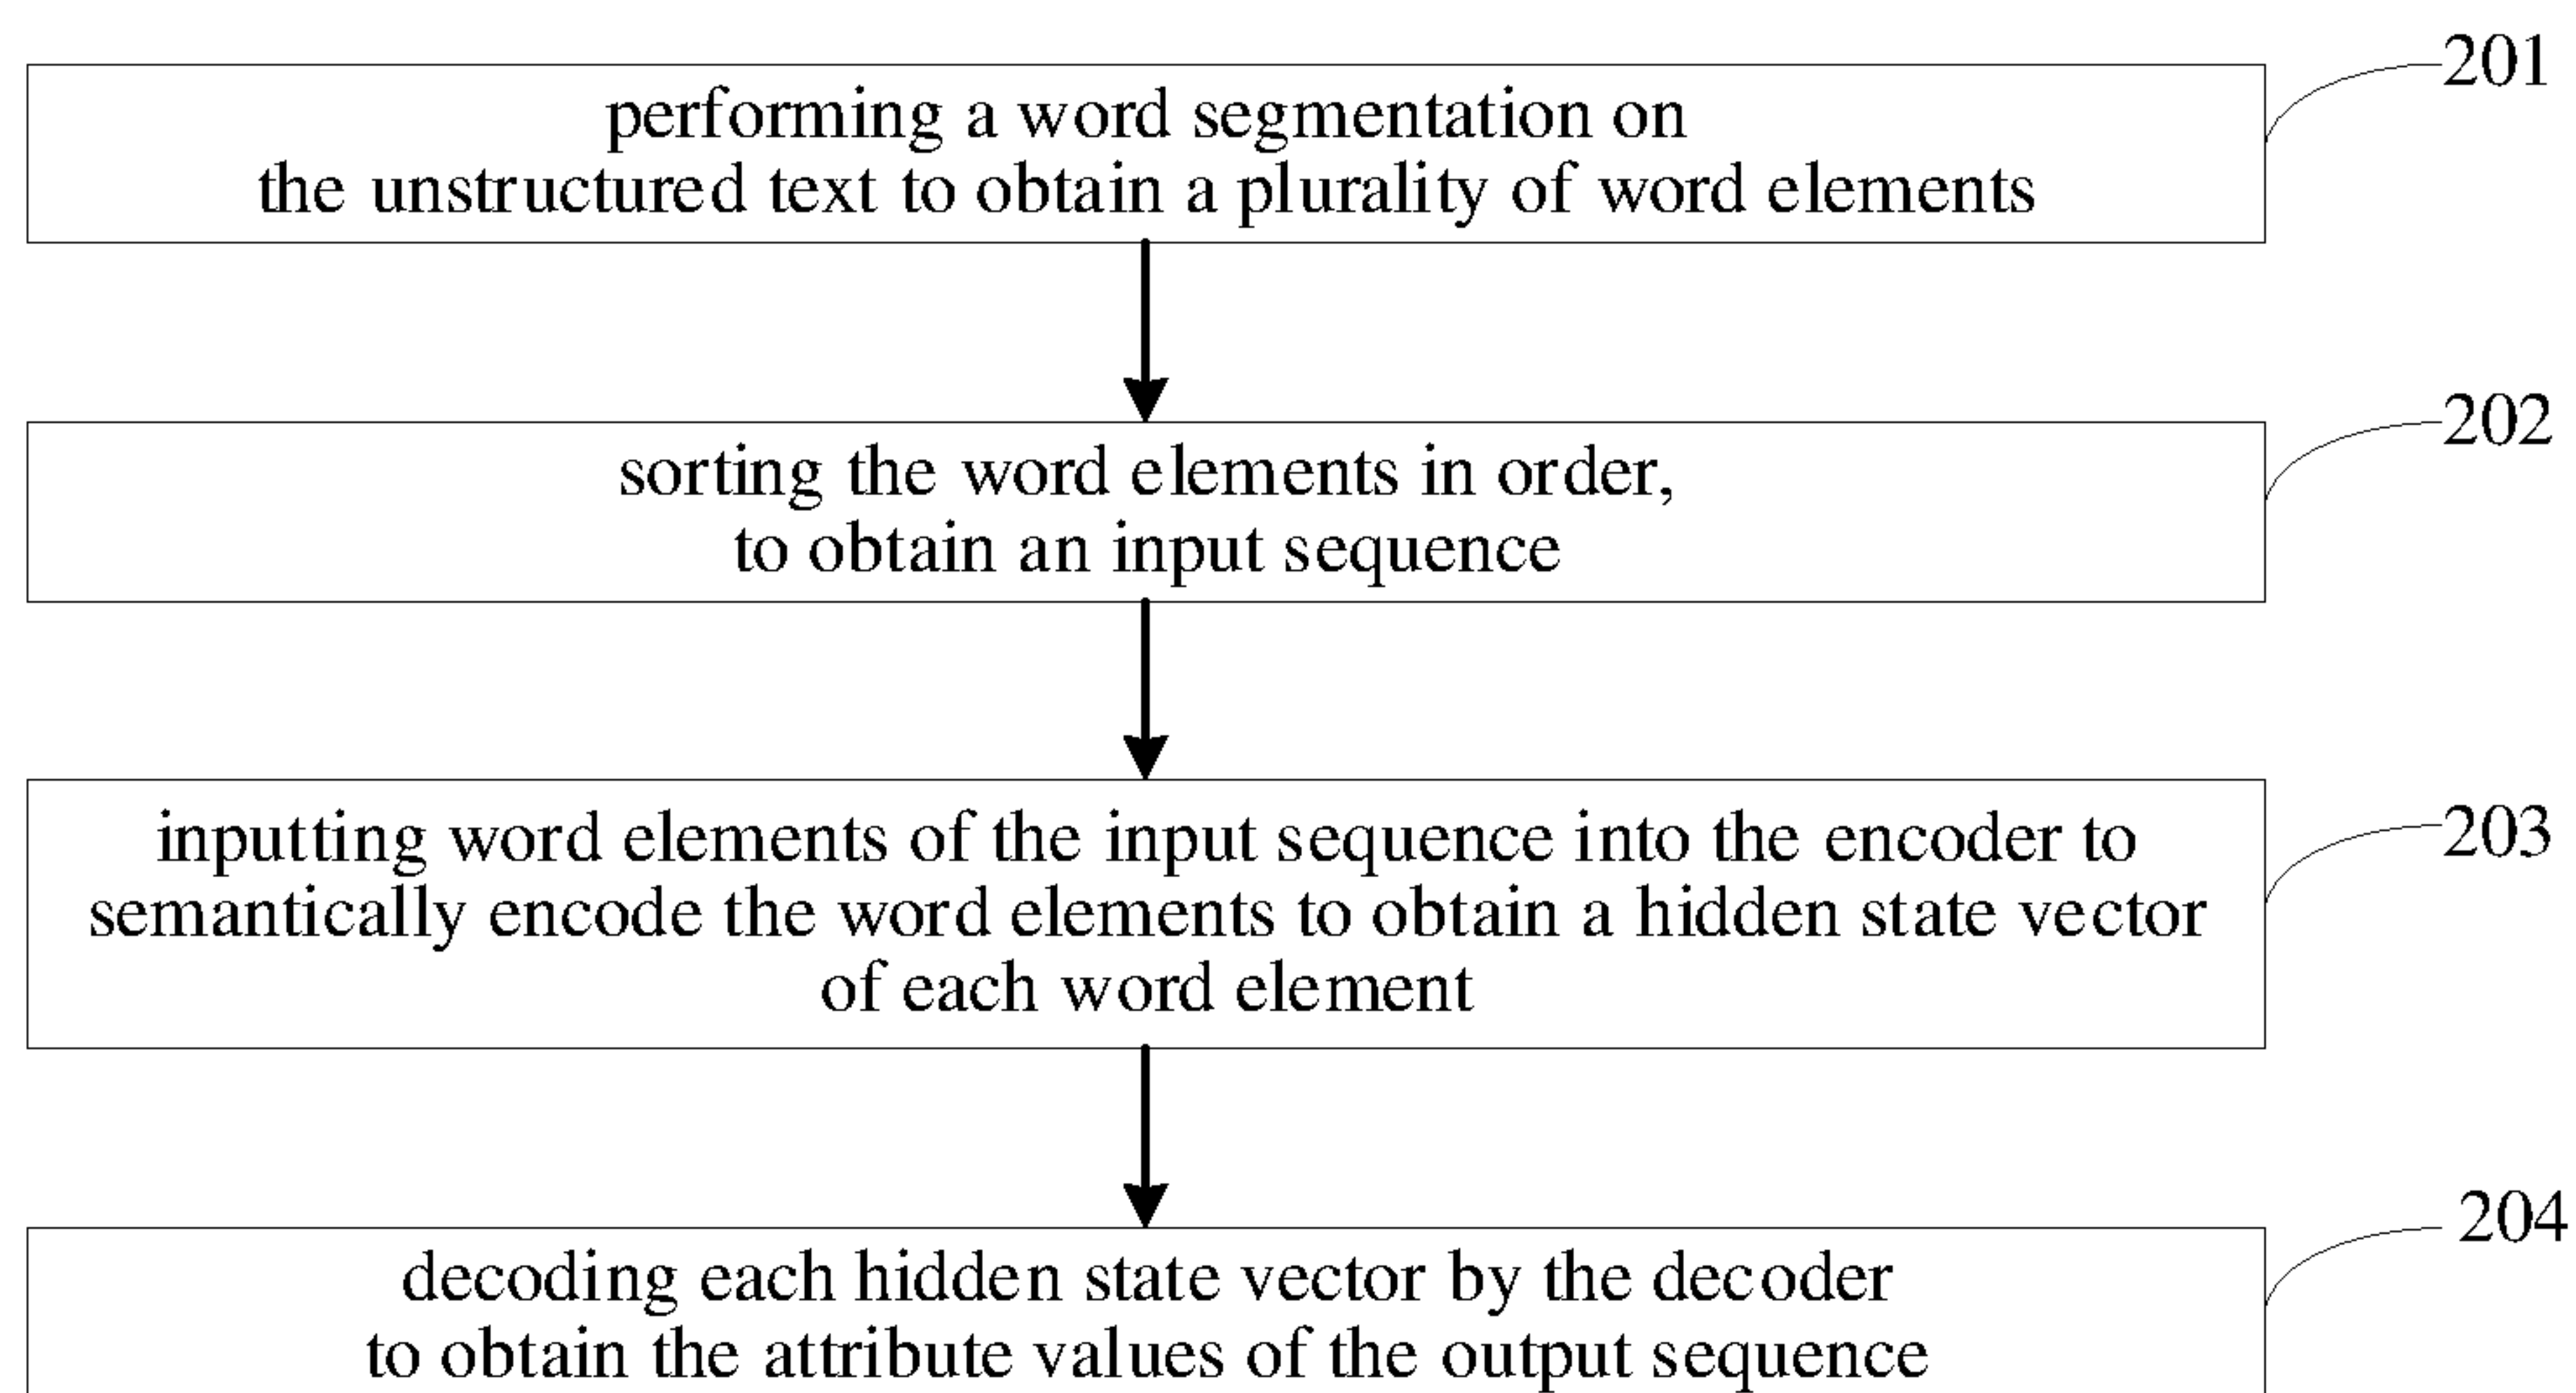 201
performing a word segmentation on
the unstructured text to obtain a plurality of word elements
202
sorting the word elements in order,
to obtain an input sequence
203
inputting word elements of the input sequence into the encoder to
semantically encode the word elements to obtain a hidden state vector
of each word element
204
decoding each hidden state vector by the decoder
to obtain the attribute values of the output sequence